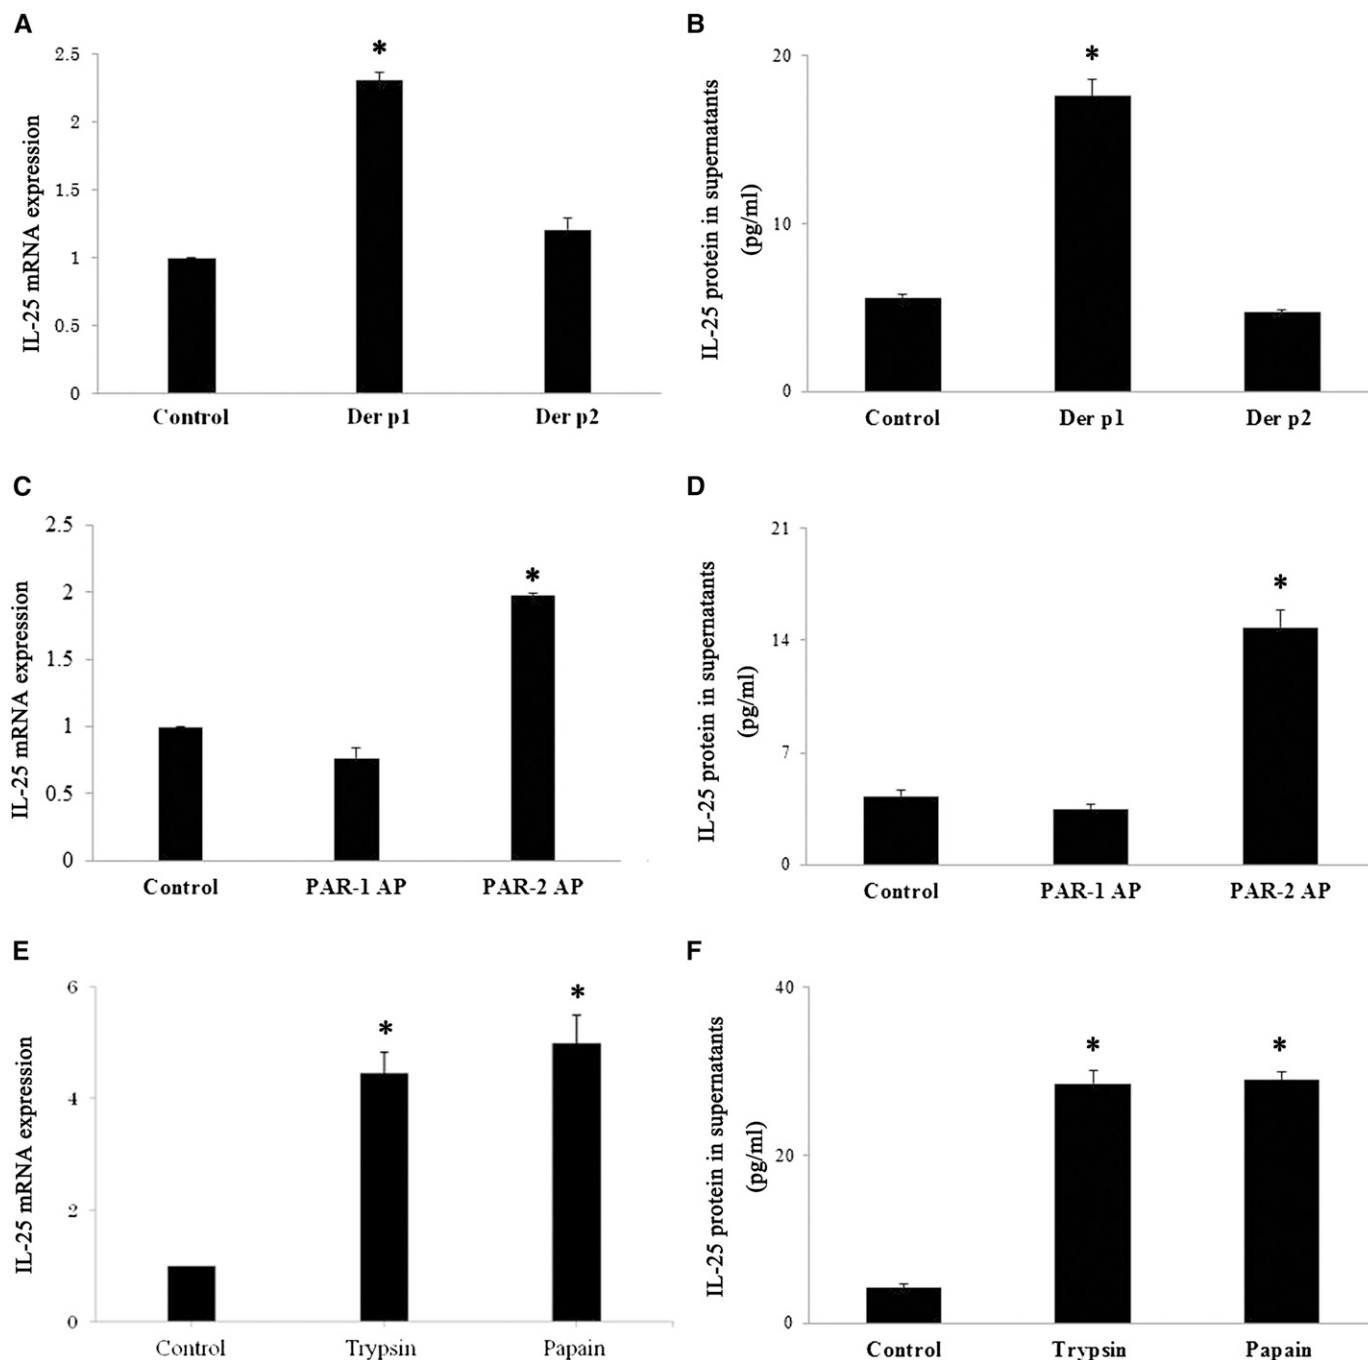 A
IL-25 mRNA expression
2.5
*
2
1.5
1
0.5
0
Control Der p1 Der p2
B
IL-25 protein in supernatants
(pg/ml)
20
*
10
0
Control Der p1 Der p2
C
IL-25 mRNA expression
2.5
2
*
1.5
1
0.5
0
Control PAR-1 AP PAR-2 AP
D
IL-25 protein in supernatants
(pg/ml)
21
*
14
7
0
Control PAR-1 AP PAR-2 AP
E
IL-25 mRNA expression
6
* *
4
2
0
Control Trypsin Papain
F
IL-25 protein in supernatants
(pg/ml)
40
* *
20
0
Control Trypsin Papain